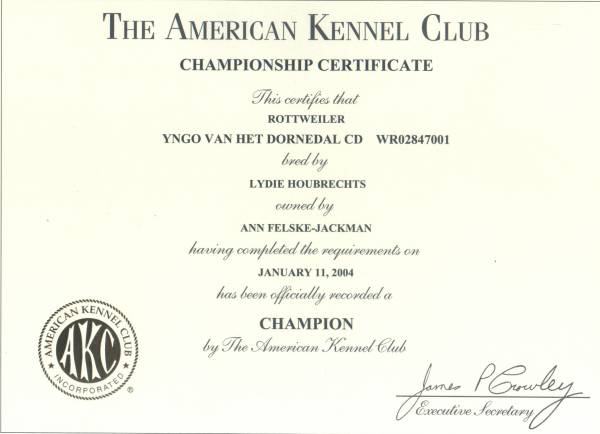 THE AMERICAN KENNEL CLUB
CHAMPIONSHIP CERTIFICATE
This certifies that
ROTTWEILER
YNGO VAN HET DORNEDAL CD WR02847001
bred by
LYDIE HOUBRECHTS
owned by
ANN FELSKE-JACKMAN
having completed the requirements on
JANUARY 11, 2004
has been officially recorded a
CHAMPION
by The American Kennel Club
AMERICAN KENNEL CLUB
AKC
INCORPORATED
®
James P Crowley
Executive Secretary